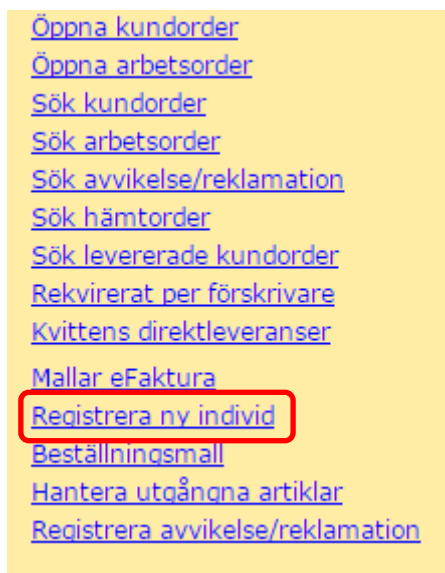 Öppna kundorder
Öppna arbetsorder
Sök kundorder
Sök arbetsorder
Sök avvikelse/reklamation
Sök hämtorder
Sök levererade kundorder
Rekvirerat per förskrivare
Kvittens direktleveranser
Mallar eFaktura
Registrera ny individ
Beställningsmall
Hantera utgångna artiklar
Registrera avvikelse/reklamation